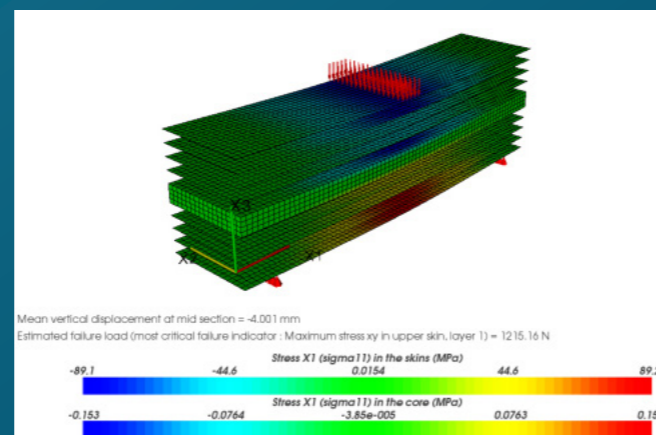 X3
X2
X1
Mean vertical displacement at mid section = -4.001 mm
Estimated failure load (most critical failure indicator : Maximum stress xy in upper skin, layer 1) = 1215.16 N
Stress X1 (sigma11) in the skins (MPa)
-89.1 -44.6 0.0154 44.6
Stress X1 (sigma11) in the core (MPa)
-0.153 -0.0764 -3.85e-005 0.0763